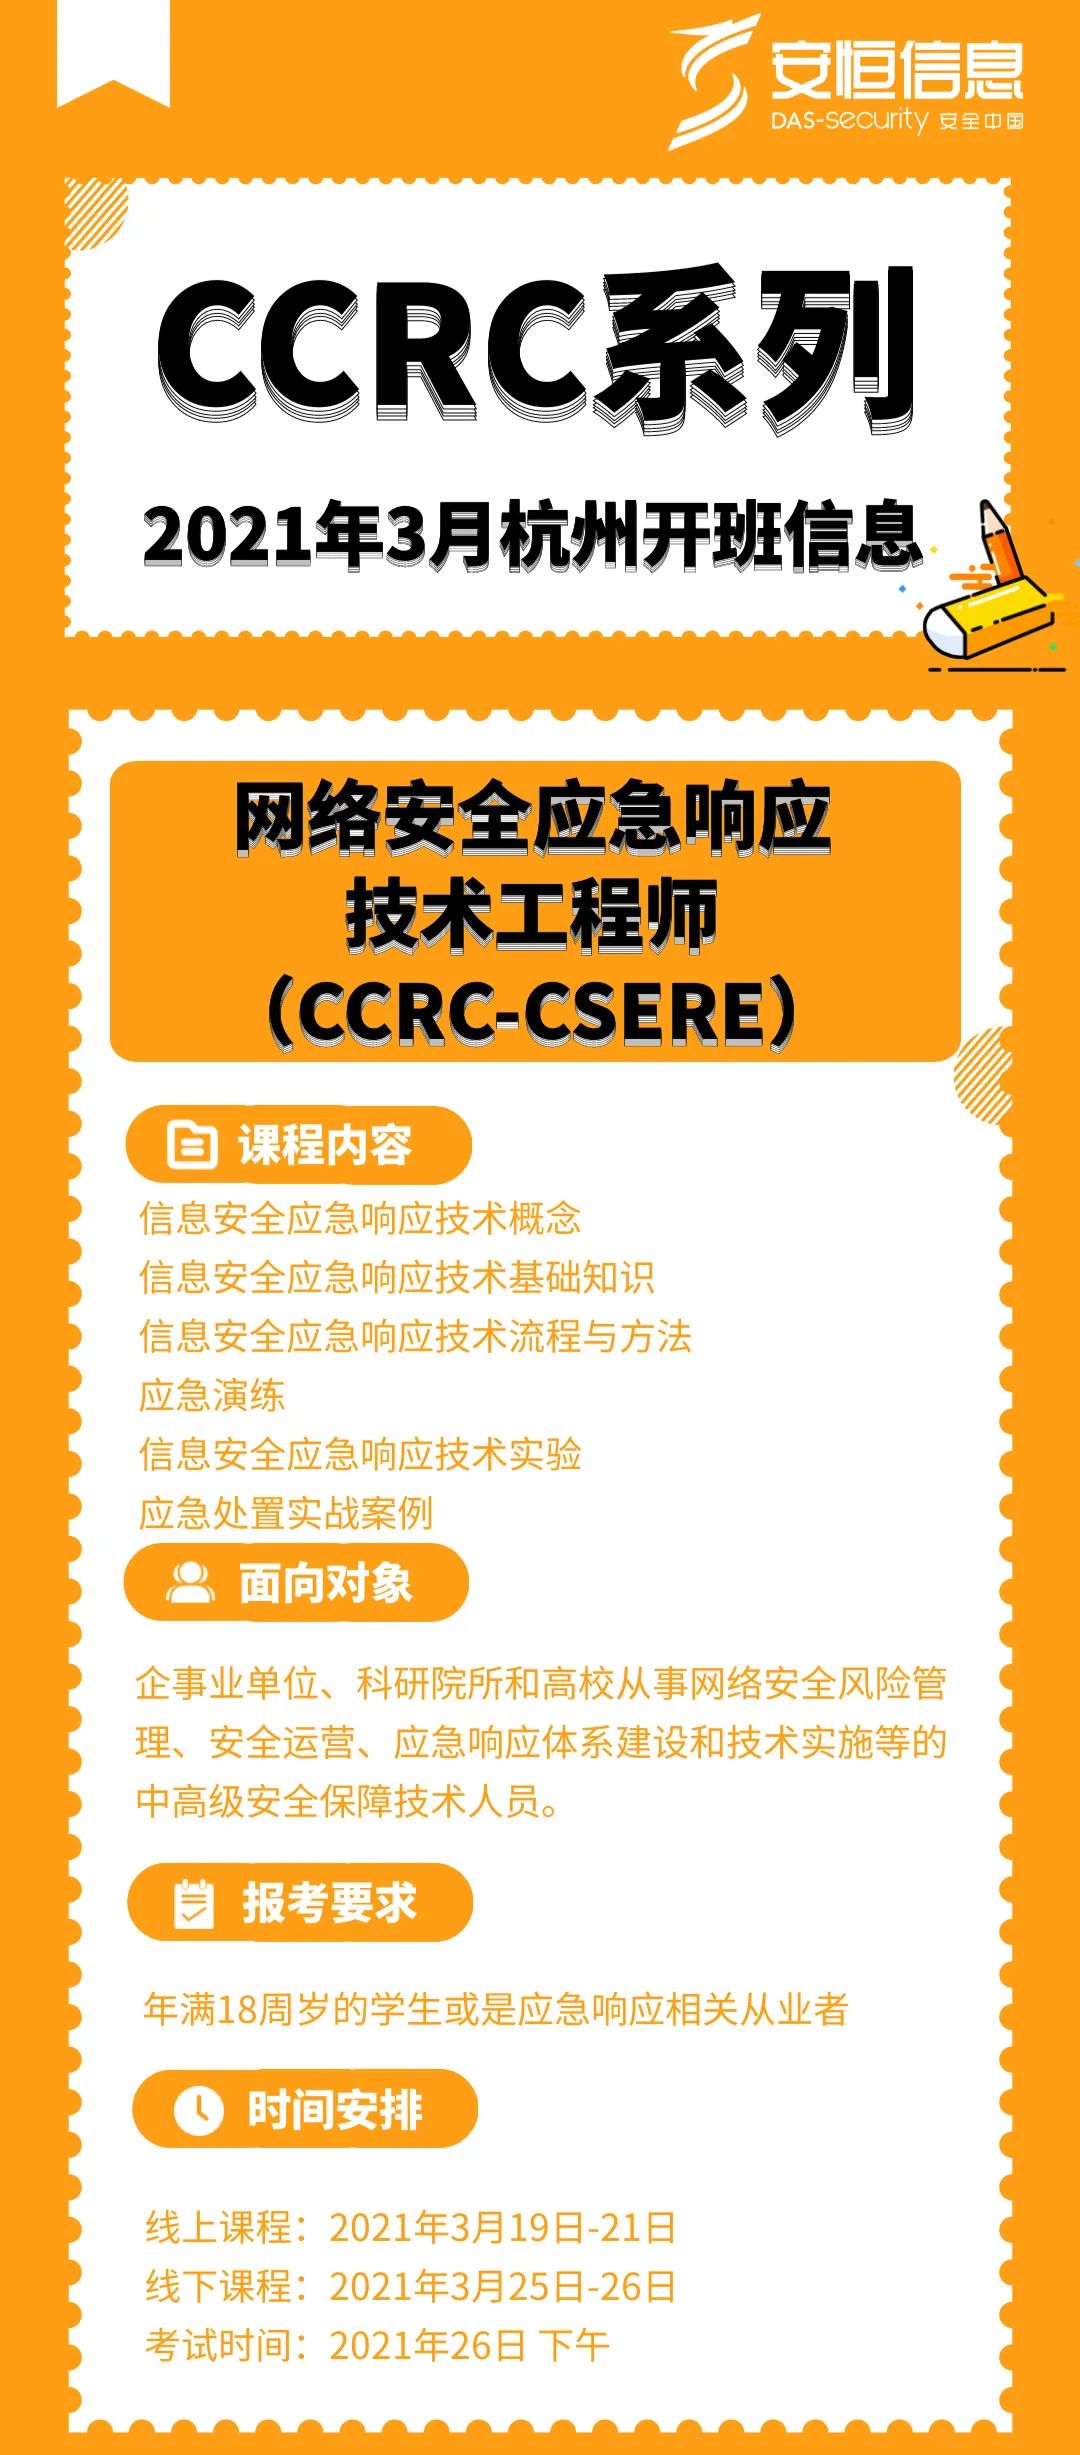 安恒信息
DAS-security 安全中国
CCRC系列
2021年3月杭州开班信息
网络安全应急响应
技术工程师
（CCRC-CSERE）
课程内容
信息安全应急响应技术概念
信息安全应急响应技术基础知识
信息安全应急响应技术流程与方法
应急演练
信息安全应急响应技术实验
应急处置实战案例
面向对象
企事业单位、科研院所和高校从事网络安全风险管
理、安全运营、应急响应体系建设和技术实施等的
中高级安全保障技术人员。
报考要求
年满18周岁的学生或是应急响应相关从业者
时间安排
线上课程：2021年3月19日-21日
线下课程：2021年3月25日-26日
考试时间：2021年26日 下午